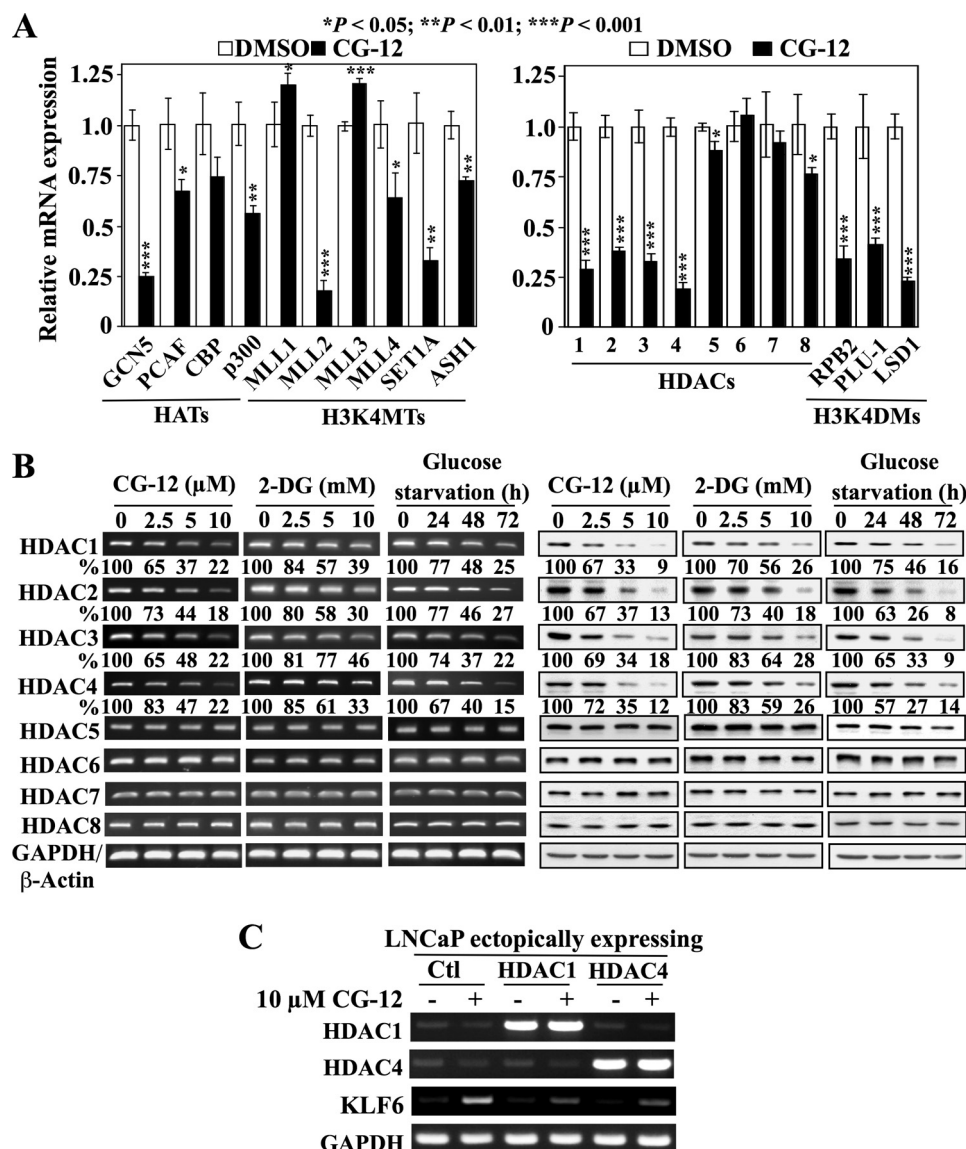 A
*P < 0.05; **P < 0.01; ***P < 0.001
DMSO CG-12
DMSO CG-12
Relative mRNA expression
1.25
1.0
0.75
0.5
0.25
0
* *** *** * ** *** *** * ** **
GCN5 PCAF CBP p300 MLL1 MLL2 MLL3 MLL4 SET1A ASH1
HATs H3K4MTs
1.25
1.0
0.75
0.5
0.25
0
*** *** *** *** * * *** *** ***
1 2 3 4 5 6 7 8 RPB2 PLU-1 LSD1
HDACs H3K4DMs
B
CG-12 (µM) 2-DG (mM) Glucose starvation (h) CG-12 (µM) 2-DG (mM) Glucose starvation (h)
0 2.5 5 10 0 2.5 5 10 0 24 48 72 0 2.5 5 10 0 2.5 5 10 0 24 48 72
HDAC1
% 100 65 37 22 100 84 57 39 100 77 48 25 100 67 33 9 100 70 56 26 100 75 46 16
HDAC2
% 100 73 44 18 100 80 58 30 100 77 46 27 100 67 37 13 100 73 40 18 100 63 26 8
HDAC3
% 100 65 48 22 100 81 77 46 100 74 37 22 100 69 34 18 100 83 64 28 100 65 33 9
HDAC4
% 100 83 47 22 100 85 61 33 100 67 40 15 100 72 35 12 100 83 59 26 100 57 27 14
HDAC5
HDAC6
HDAC7
HDAC8
GAPDH/
β-Actin
C
LNCaP ectopically expressing
Ctl HDAC1 HDAC4
10 µM CG-12 - + - + - +
HDAC1
HDAC4
KLF6
GAPDH